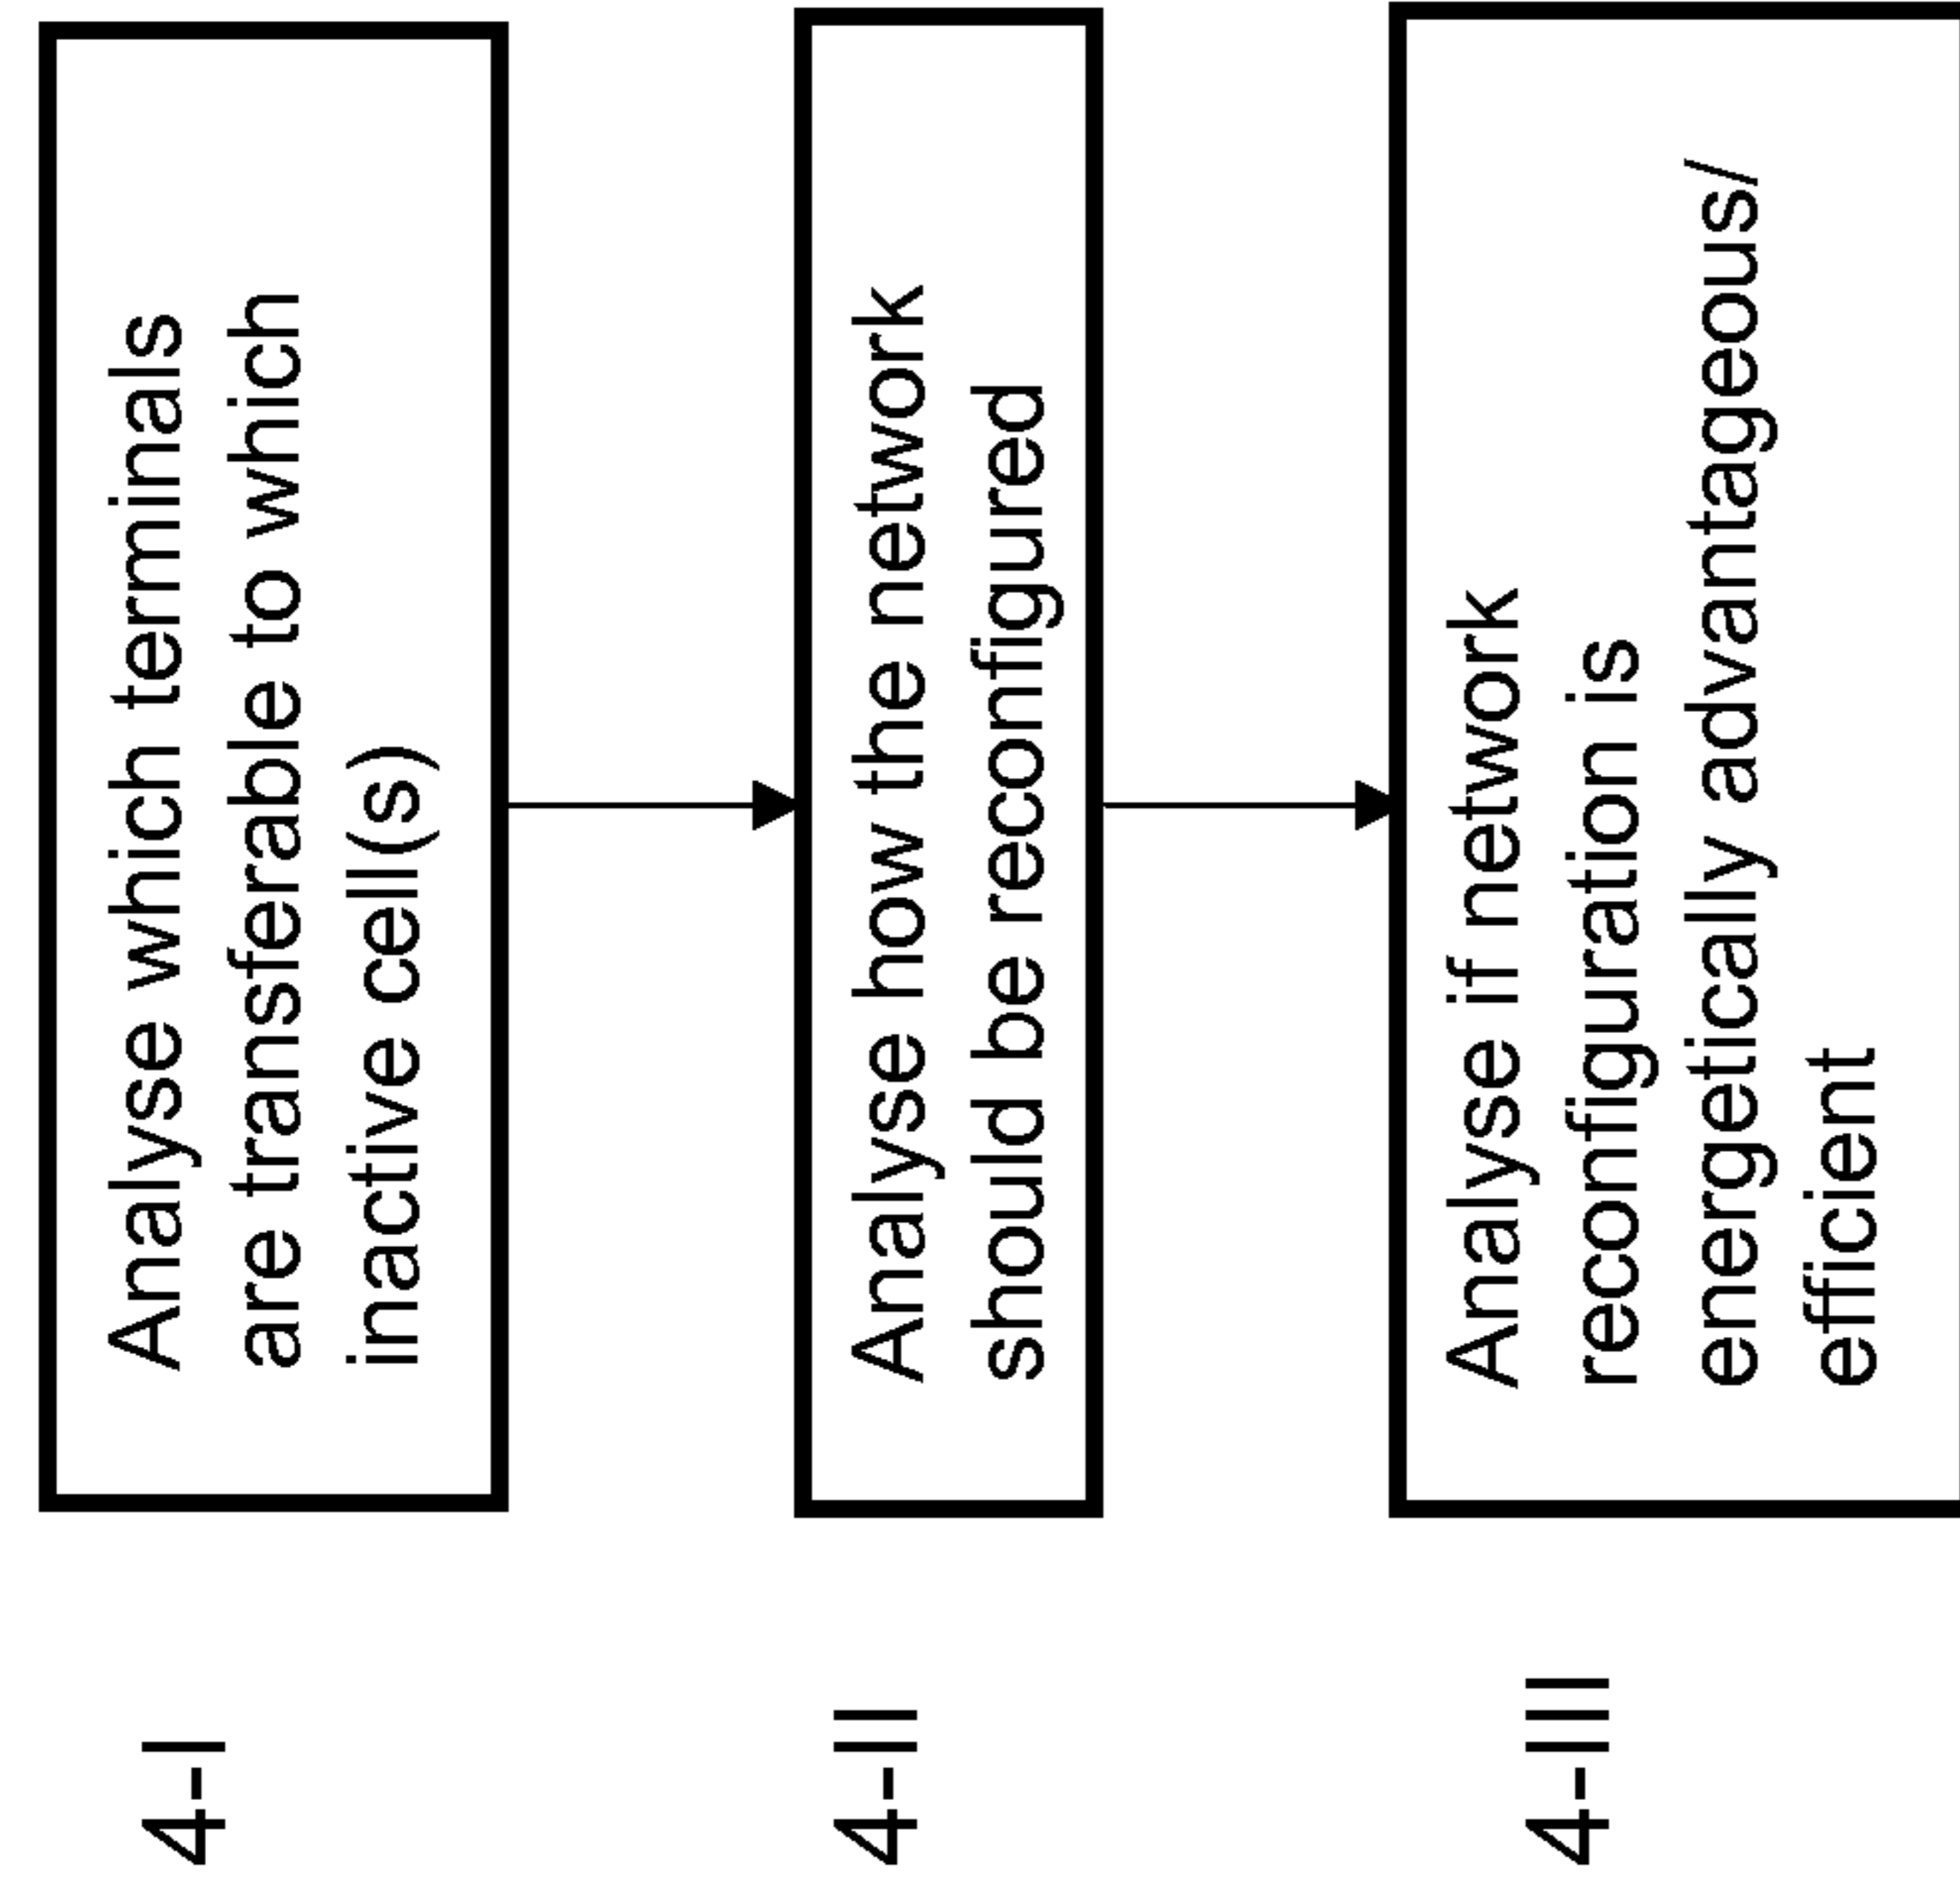 4-I
Analyse which terminals
are transferable to which
inactive cell(s)
4-II
Analyse how the network
should be reconfigured
4-III
Analyse if network
reconfiguration is
energetically advantageous/
efficient